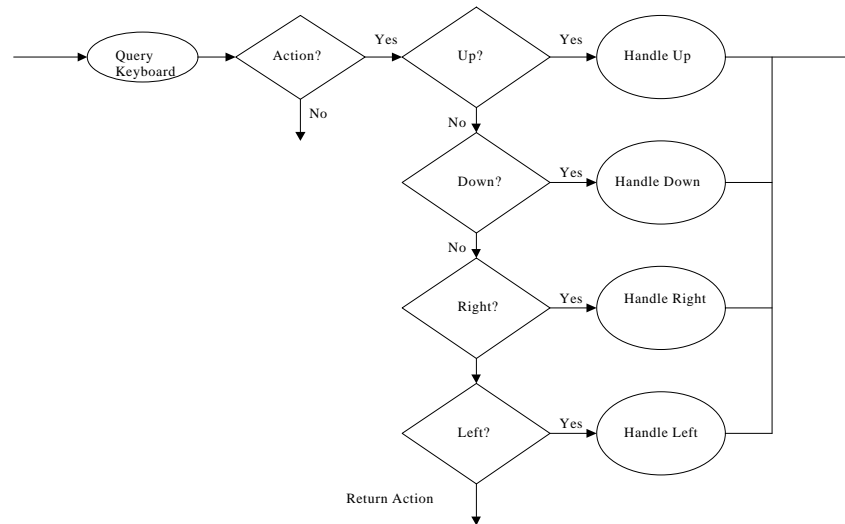 Query
Keyboard
Action?
Yes
Up?
Yes
Handle Up
No
No
Down?
Yes
Handle Down
No
Right?
Yes
Handle Right
Left?
Yes
Handle Left
Return Action